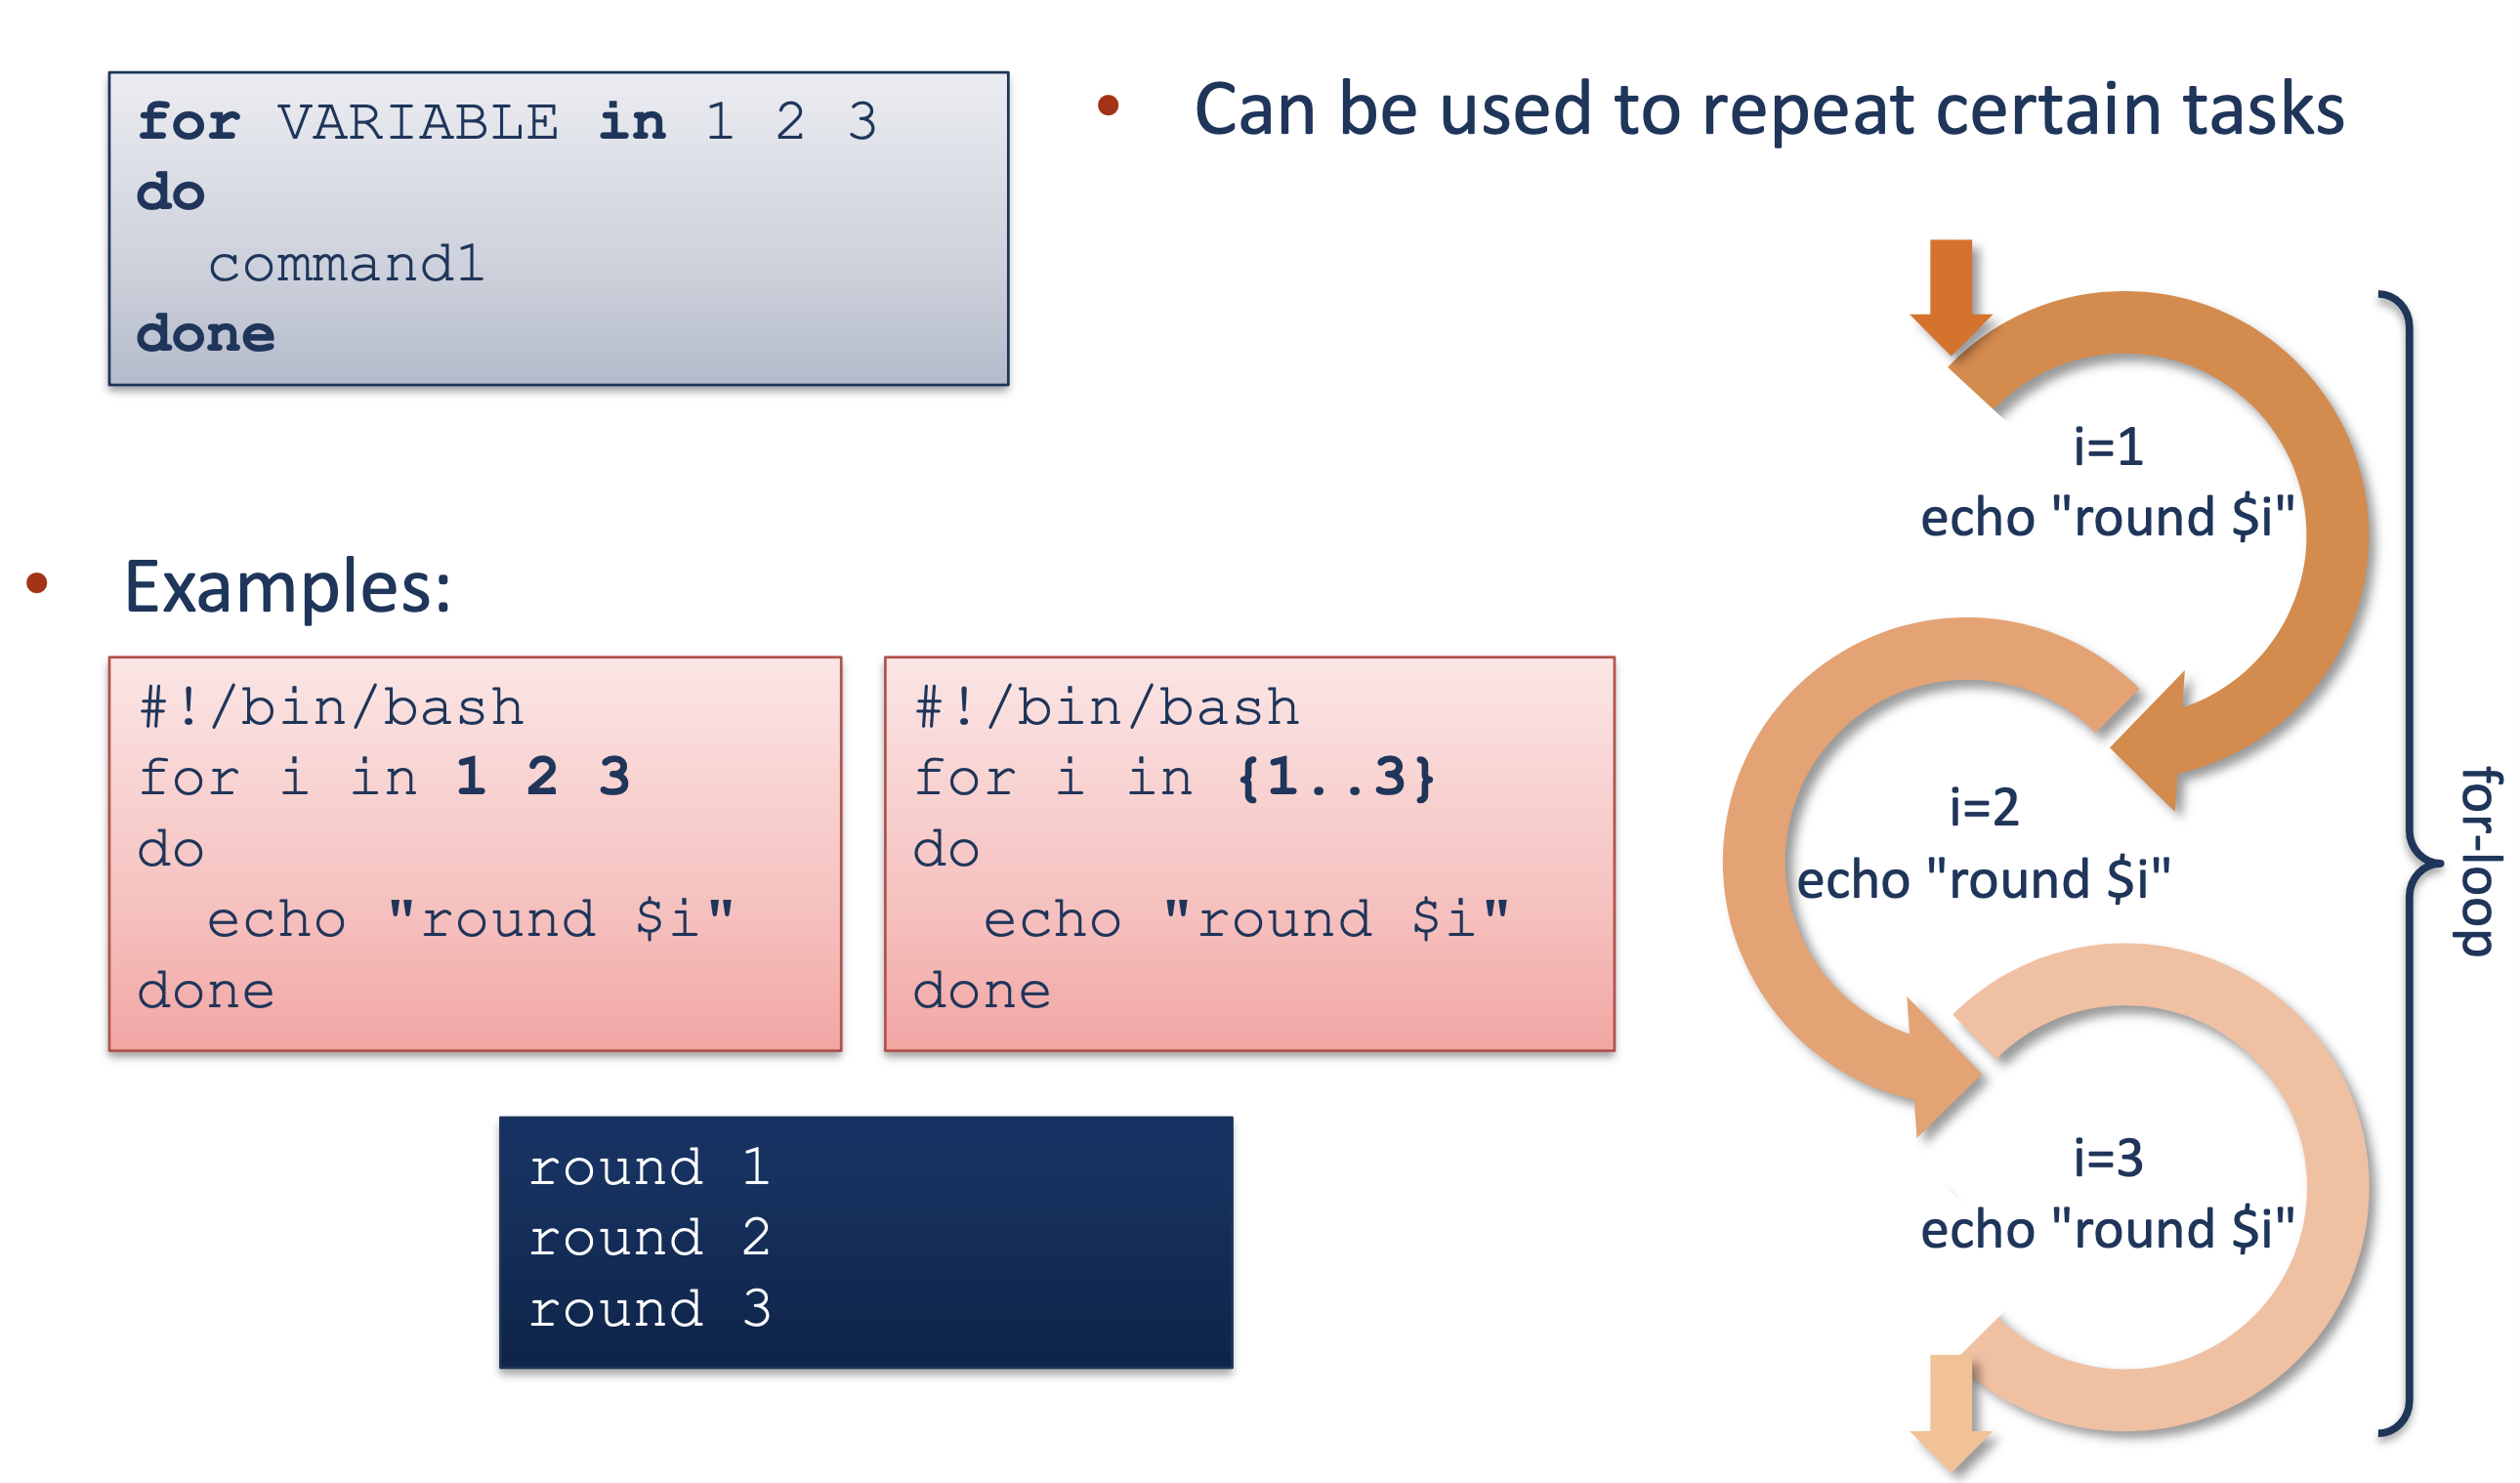 for VARIABLE in 1 2 3
do
  command1
done
• Can be used to repeat certain tasks
• Examples:
#!/bin/bash
for i in 1 2 3
do
  echo "round $i"
done
#!/bin/bash
for i in {1..3}
do
  echo "round $i"
done
round 1
round 2
round 3
i=1
echo "round $i"
i=2
echo "round $i"
i=3
echo "round $i"
for-loop